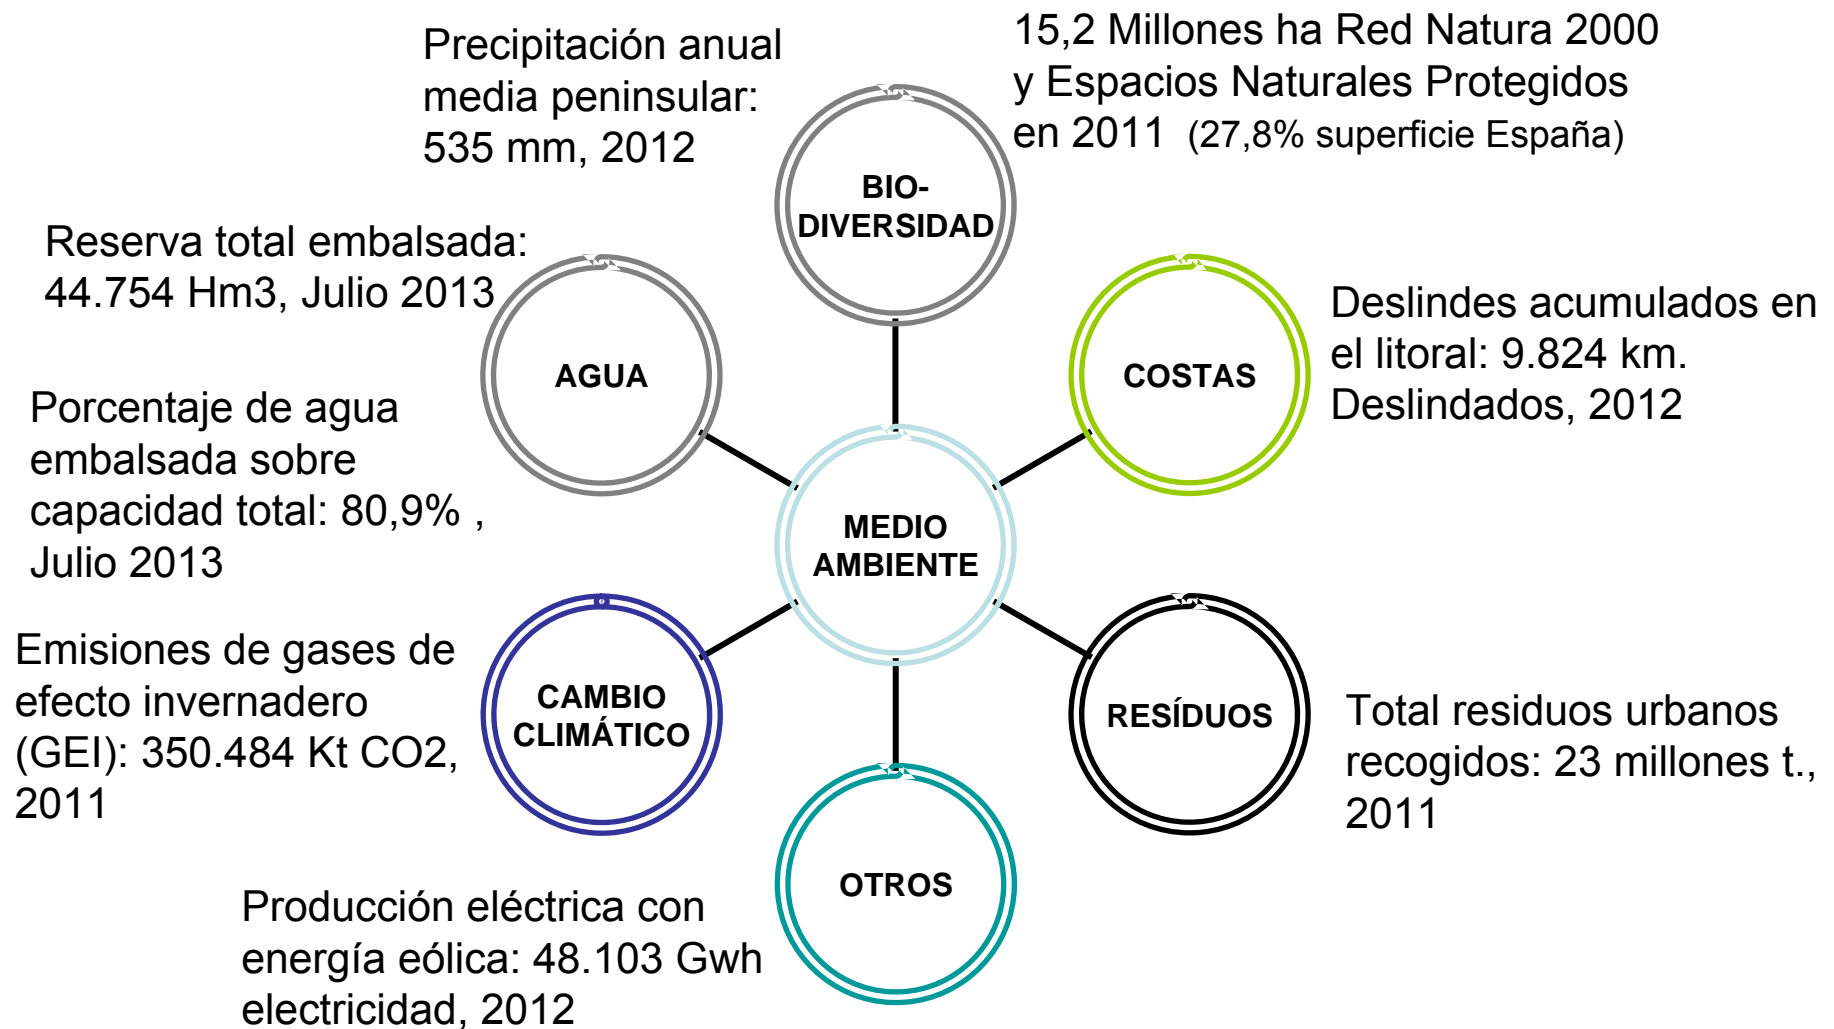 Precipitación anual
media peninsular:
535 mm, 2012
15,2 Millones ha Red Natura 2000
y Espacios Naturales Protegidos
en 2011 (27,8% superficie España)
BIO-
DIVERSIDAD
Reserva total embalsada:
44.754 Hm3, Julio 2013
AGUA
Porcentaje de agua
embalsada sobre
capacidad total: 80,9% ,
Julio 2013
COSTAS
Deslindes acumulados en
el litoral: 9.824 km.
Deslindados, 2012
MEDIO
AMBIENTE
Emisiones de gases de
efecto invernadero
(GEI): 350.484 Kt CO2,
2011
CAMBIO
CLIMÁTICO
RESÍDUOS
Total residuos urbanos
recogidos: 23 millones t.,
2011
OTROS
Producción eléctrica con
energía eólica: 48.103 Gwh
electricidad, 2012